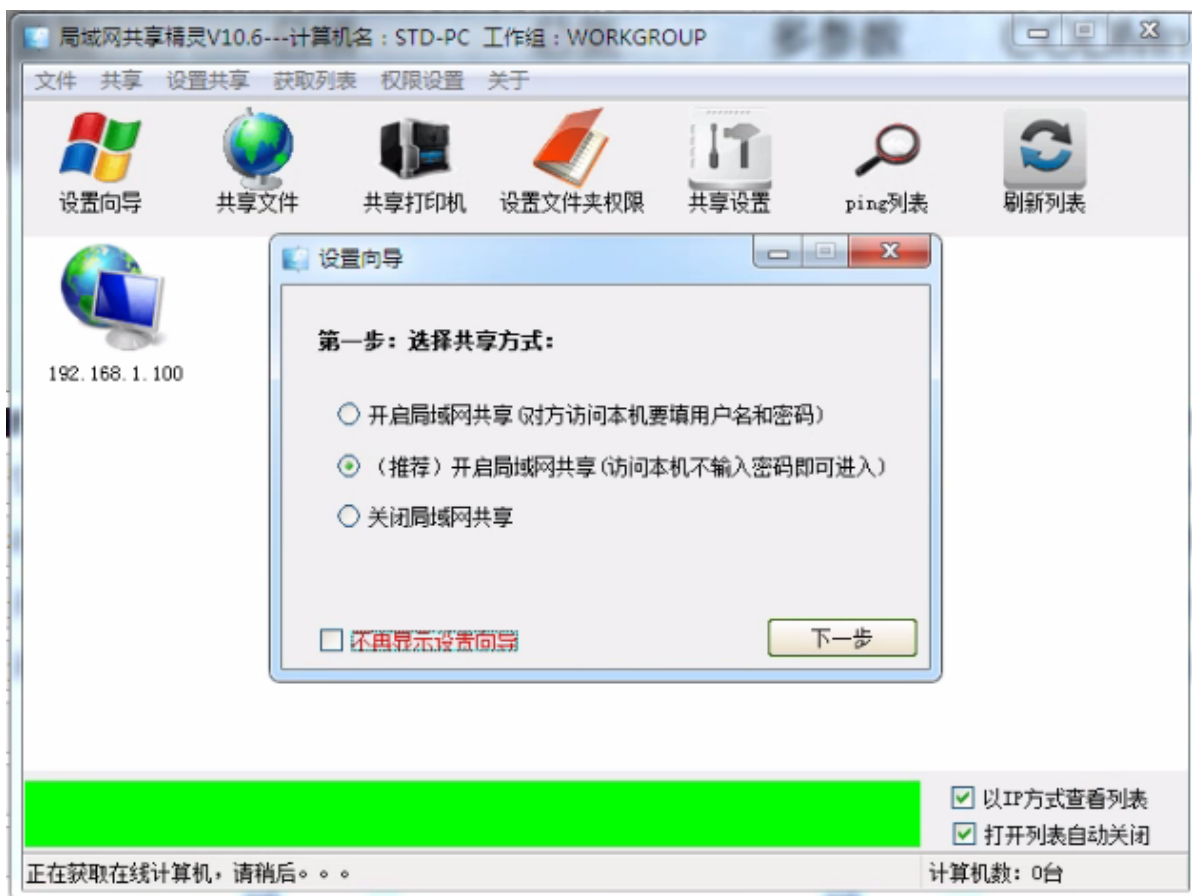 局域网共享精灵V10.6---计算机名：STD-PC 工作组：WORKGROUP
文件 共享 设置共享 获取列表 权限设置 关于
设置向导 共享文件 共享打印机 设置文件夹权限 共享设置 ping列表 刷新列表
192.168.1.100
设置向导
第一步：选择共享方式：
开启局域网共享(对方访问本机要填用户名和密码)
（推荐）开启局域网共享(访问本机不输入密码即可进入)
关闭局域网共享
不再显示设置向导
下一步
以IP方式查看列表
打开列表自动关闭
正在获取在线计算机，请稍后。。。
计算机数：0台